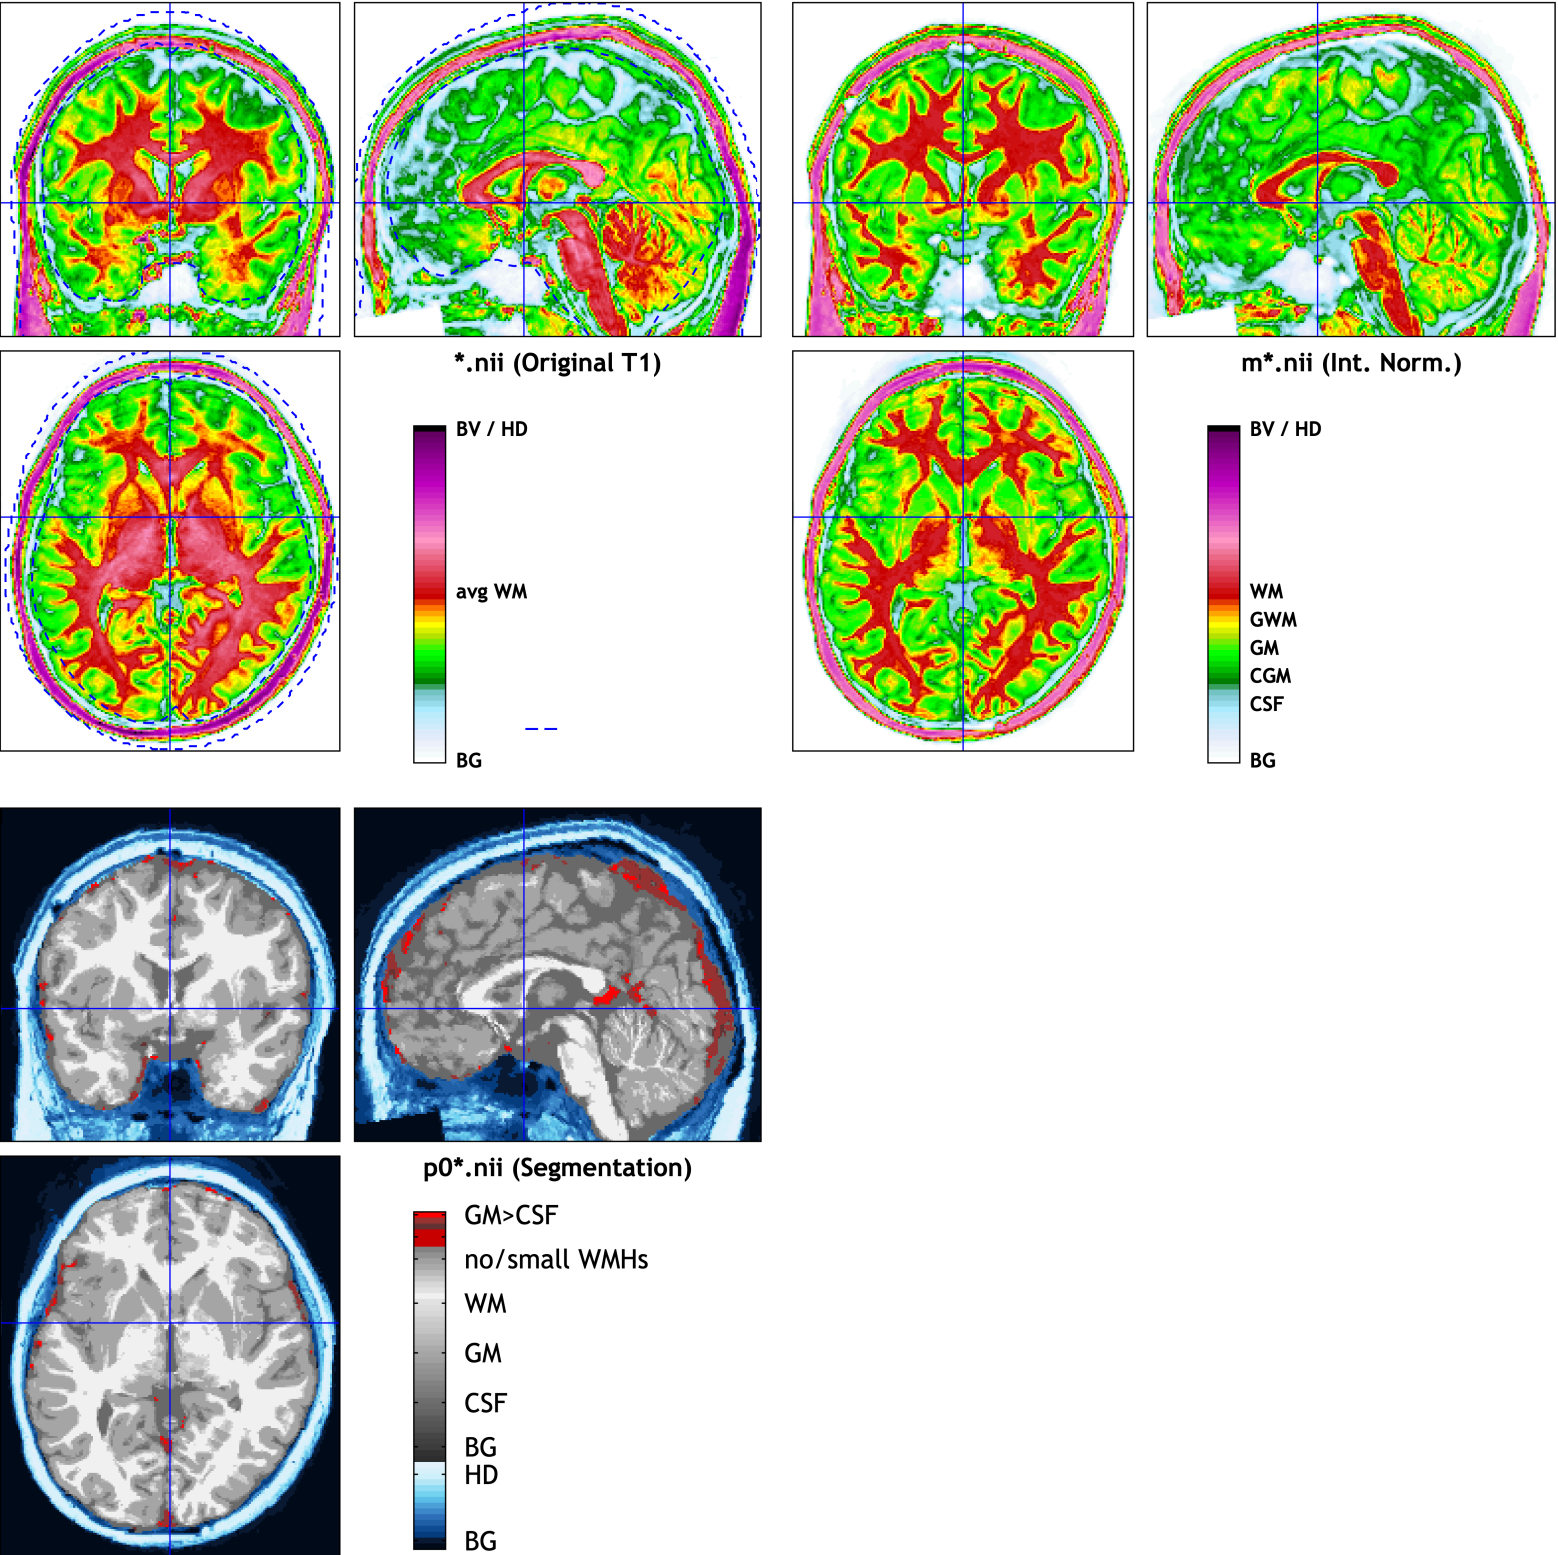 *.nii (Original T1)
BV / HD
avg WM
BG
m*.nii (Int. Norm.)
BV / HD
WM
GWM
GM
CGM
CSF
BG
p0*.nii (Segmentation)
GM>CSF
no/small WMHs
WM
GM
CSF
BG
HD
BG